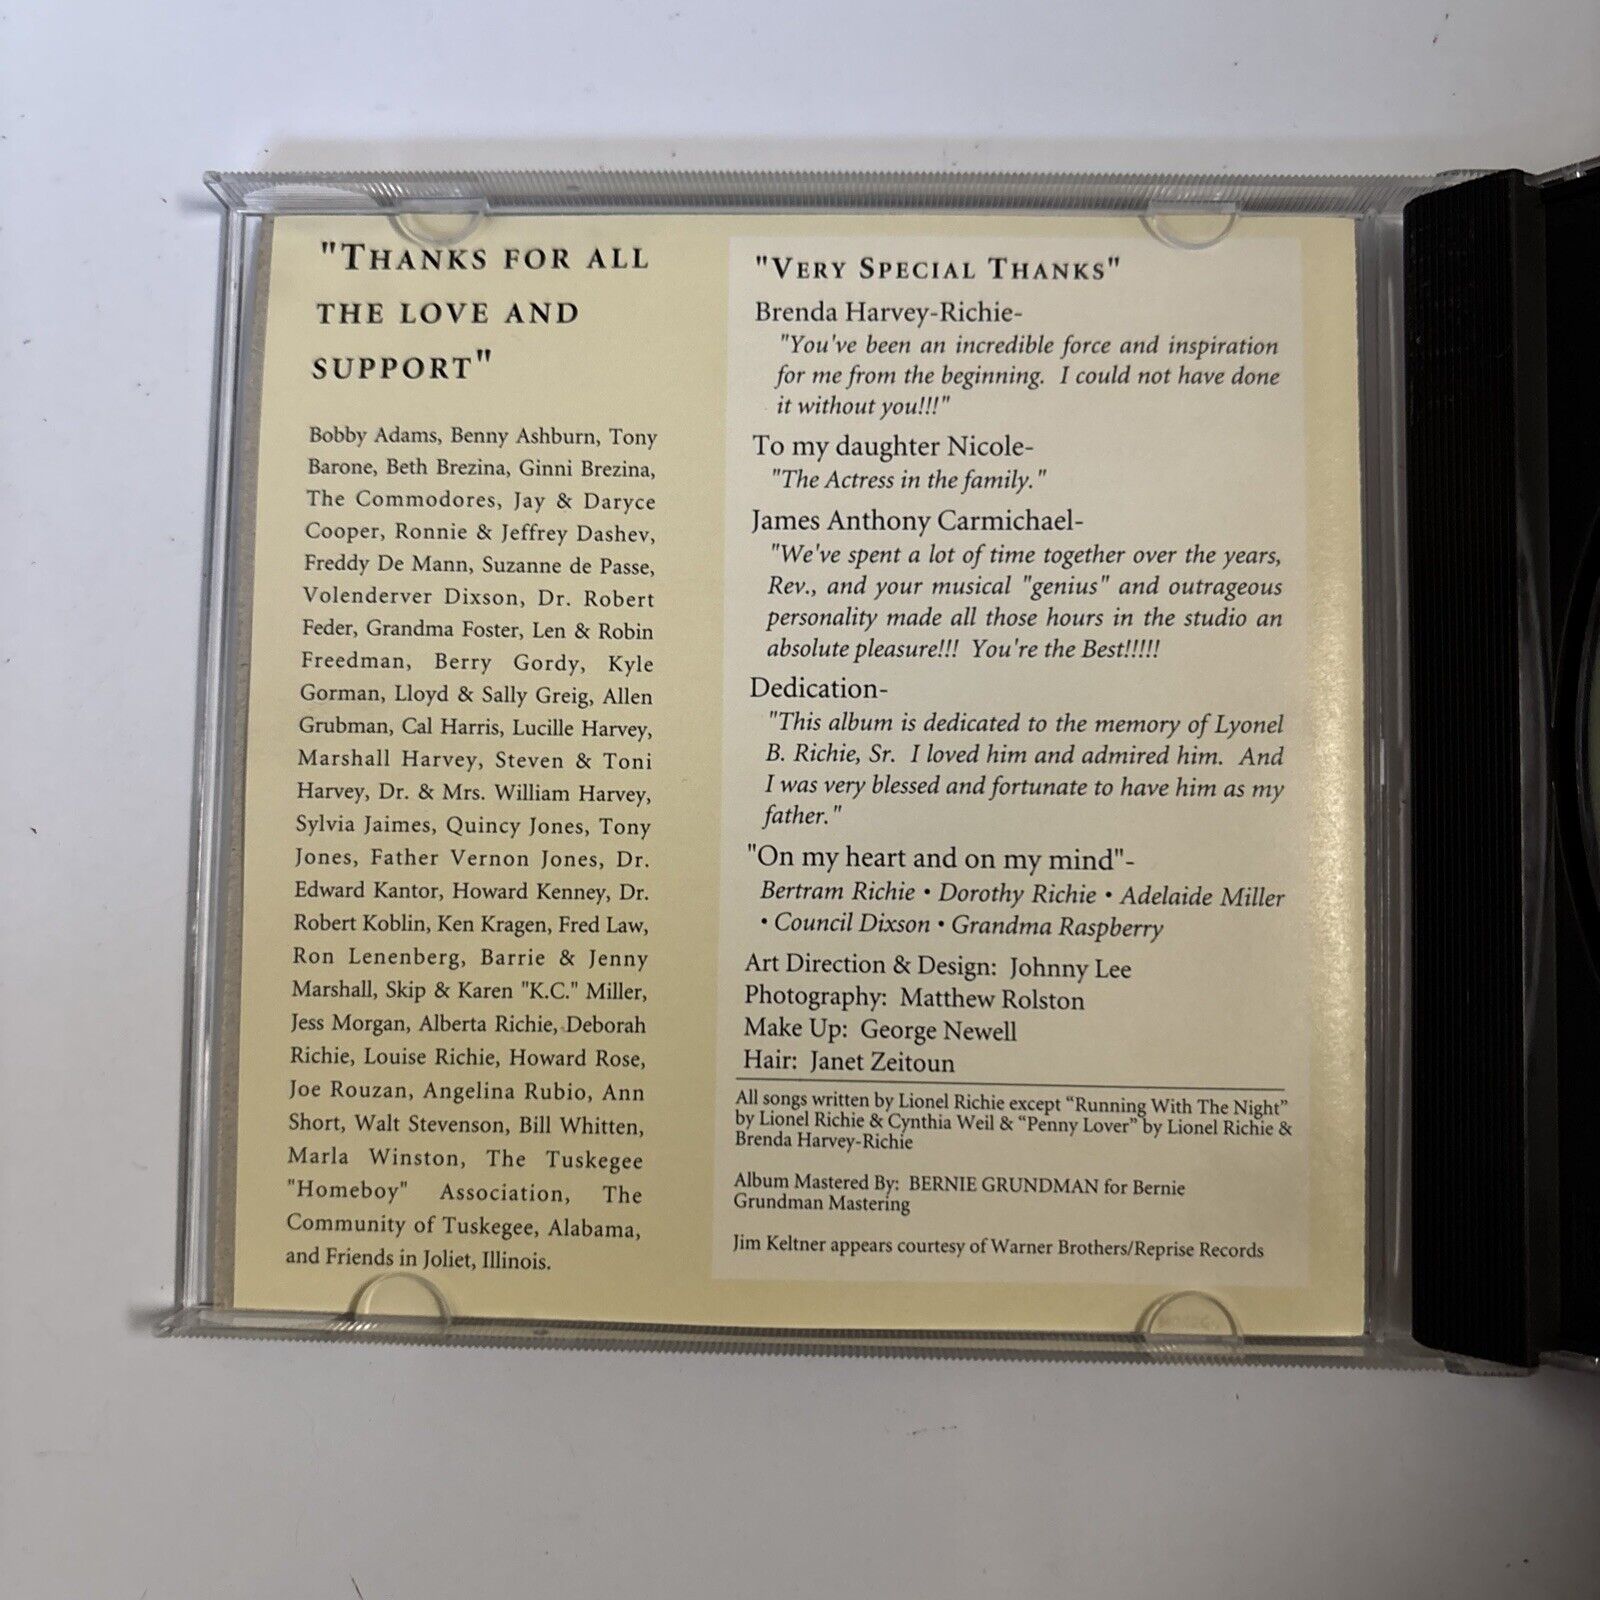 "THANKS FOR ALL
THE LOVE AND
SUPPORT"
Bobby Adams, Benny Ashburn, Tony
Barone, Beth Brezina, Ginni Brezina,
The Commodores, Jay & Daryce
Cooper, Ronnie & Jeffrey Dashev,
Freddy De Mann, Suzanne de Passe,
Volenderver Dixson, Dr. Robert
Feder, Grandma Foster, Len & Robin
Freedman, Berry Gordy, Kyle
Gorman, Lloyd & Sally Greig, Allen
Grubman, Cal Harris, Lucille Harvey,
Marshall Harvey, Steven & Toni
Harvey, Dr. & Mrs. William Harvey,
Sylvia Jaimes, Quincy Jones, Tony
Jones, Father Vernon Jones, Dr.
Edward Kantor, Howard Kenney, Dr.
Robert Koblin, Ken Kragen, Fred Law,
Ron Lenenberg, Barrie & Jenny
Marshall, Skip & Karen "K.C." Miller,
Jess Morgan, Alberta Richie, Deborah
Richie, Louise Richie, Howard Rose,
Joe Rouzan, Angelina Rubio, Ann
Short, Walt Stevenson, Bill Whitten,
Marla Winston, The Tuskegee
"Homeboy" Association, The
Community of Tuskegee, Alabama,
and Friends in Joliet, Illinois.
"VERY SPECIAL THANKS"
Brenda Harvey-Richie-
"You've been an incredible force and inspiration
for me from the beginning. I could not have done
it without you!!!"
To my daughter Nicole-
"The Actress in the family."
James Anthony Carmichael-
"We've spent a lot of time together over the years,
Rev., and your musical "genius" and outrageous
personality made all those hours in the studio an
absolute pleasure!!! You're the Best!!!!!
Dedication-
"This album is dedicated to the memory of Lyonel
B. Richie, Sr. I loved him and admired him. And
I was very blessed and fortunate to have him as my
father."
"On my heart and on my mind"-
Bertram Richie • Dorothy Richie • Adelaide Miller
• Council Dixson • Grandma Raspberry
Art Direction & Design: Johnny Lee
Photography: Matthew Rolston
Make Up: George Newell
Hair: Janet Zeitoun
All songs written by Lionel Richie except “Running With The Night”
by Lionel Richie & Cynthia Weil & “Penny Lover” by Lionel Richie &
Brenda Harvey-Richie
Album Mastered By: BERNIE GRUNDMAN for Bernie
Grundman Mastering
Jim Keltner appears courtesy of Warner Brothers/Reprise Records